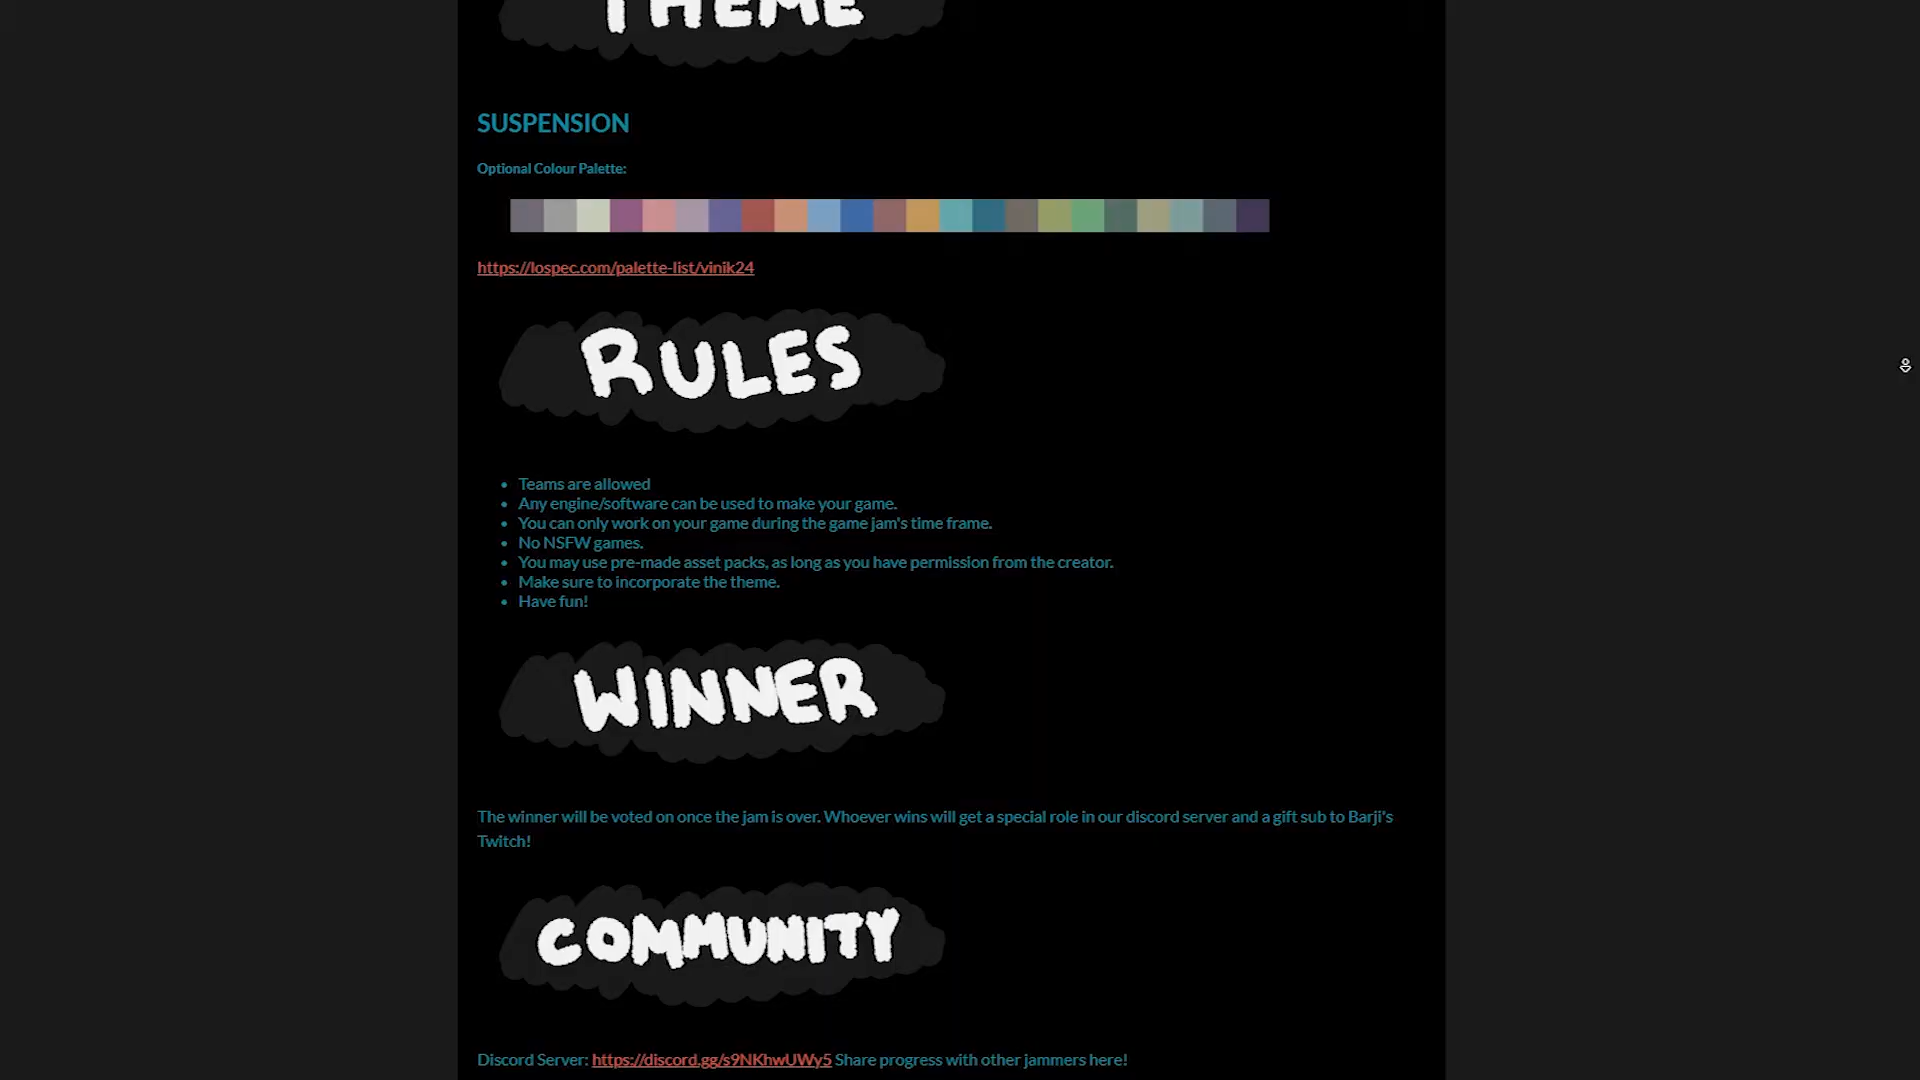 THEME
SUSPENSION
Optional Colour Palette:
https://lospec.com/palette-list/vinik24
RULES
• Teams are allowed
• Any engine/software can be used to make your game.
• You can only work on your game during the game jam's time frame.
• No NSFW games.
• You may use pre-made asset packs, as long as you have permission from the creator.
• Make sure to incorporate the theme.
• Have fun!
WINNER
The winner will be voted on once the jam is over. Whoever wins will get a special role in our discord server and a gift sub to Barji's
Twitch!
COMMUNITY
Discord Server: https://discord.gg/s9NKhwUWy5 Share progress with other jammers here!